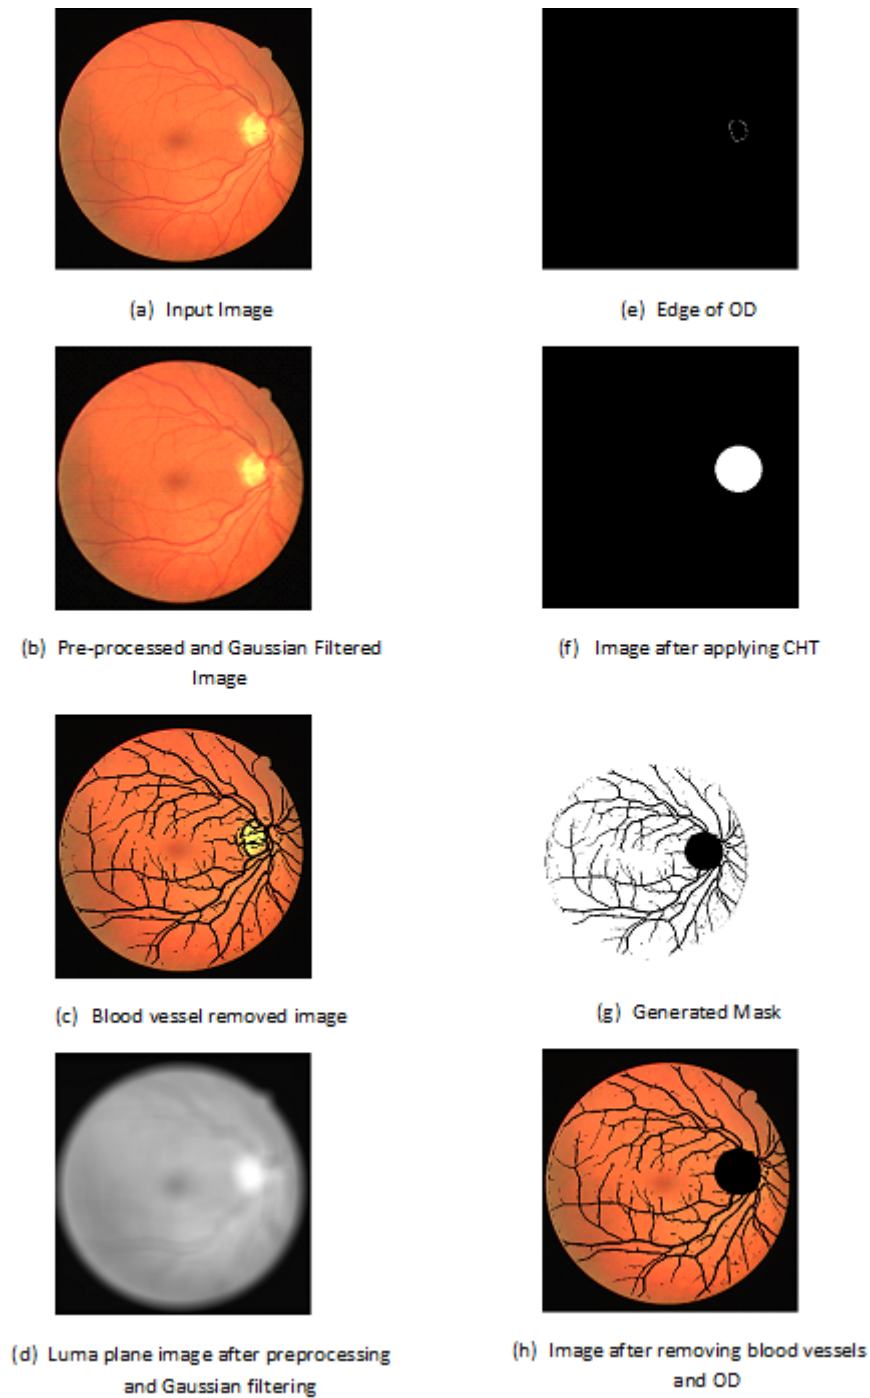 (a) Input Image
(e) Edge of OD
(b) Pre-processed and Gaussian Filtered
Image
(f) Image after applying CHT
(c) Blood vessel removed image
(g) Generated Mask
(d) Luma plane image after preprocessing
and Gaussian filtering
(h) Image after removing blood vessels
and OD